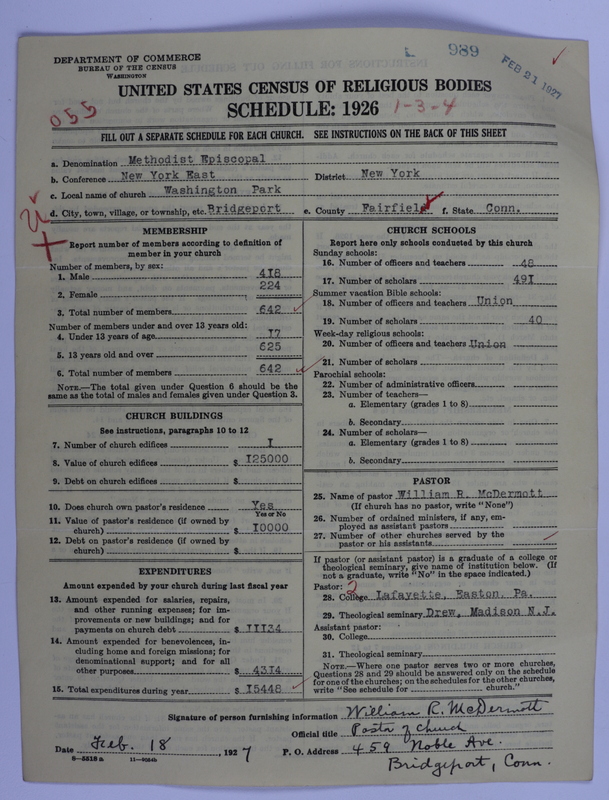 DEPARTMENT OF COMMERCE
BUREAU OF THE CENSUS
WASHINGTON
989
FEB 21 1927
UNITED STATES CENSUS OF RELIGIOUS BODIES
SCHEDULE: 1926
055
1-3-4
FILL OUT A SEPARATE SCHEDULE FOR EACH CHURCH. SEE INSTRUCTIONS ON THE BACK OF THIS SHEET
a. Denomination Methodist Episcopal
b. Conference New York East District New York
c. Local name of church Washington Park
d. City, town, village, or township, etc. Bridgeport e. County Fairfield f. State Conn.
MEMBERSHIP
Report number of members according to definition of
member in your church
Number of members, by sex:
1. Male 418
2. Female 224
3. Total number of members 642
Number of members under and over 13 years old:
4. Under 13 years of age 17
5. 13 years old and over 625
6. Total number of members 642
NOTE.—The total given under Question 6 should be
same as the total of males and females given under Question 3.
CHURCH BUILDINGS
See instructions, paragraphs 10 to 12
7. Number of church edifices I
8. Value of church edifices $ I25000
9. Debt on church edifices $
10. Does church own pastor's residence Yes
Yes or No
11. Value of pastor's residence (if owned by
church) $ I0000
12. Debt on pastor's residence (if owned by
church) $
EXPENDITURES
Amount expended by your church during last fiscal year
13. Amount expended for salaries, repairs,
and other running expenses; for im-
provements or new buildings; and for
payments on church debt $ III34
14. Amount expended for benevolences, in-
cluding home and foreign missions; for
denominational support; and for all
other purposes $ 4314
15. Total expenditures during year $ I5448
CHURCH SCHOOLS
Report here only schools conducted by this church
Sunday schools:
16. Number of officers and teachers 48
17. Number of scholars 491
Summer vacation Bible schools:
18. Number of officers and teachers Union
19. Number of scholars 40
Week-day religious schools:
20. Number of officers and teachers Union
21. Number of scholars
Parochial schools:
22. Number of administrative officers
23. Number of teachers—
a. Elementary (grades 1 to 8)
b. Secondary
24. Number of scholars—
a. Elementary (grades 1 to 8)
b. Secondary
PASTOR
25. Name of pastor William R. McDermott
(If church has no pastor, write "None")
26. Number of ordained ministers, if any, em-
ployed as assistant pastors
27. Number of other churches served by the
pastor or his assistants
If pastor (or assistant pastor) is a graduate of a college or
theological seminary, give name of institution below. (If
not a graduate, write "No" in the space indicated.)
Pastor: 2
28. College Lafayette, Easton, Pa.
29. Theological seminary Drew, Madison N.J.
Assistant pastor:
30. College
31. Theological seminary
NOTE.—Where one pastor serves two or more churches,
Questions 28 and 29 should be answered only on the schedule
for one of the churches; on the schedules for the other churches,
write "See schedule for church."
Signature of person furnishing information William R. McDermott
Official title Pastor of Church
Date Feb. 18, 1927 P. O. Address 459 Noble Ave.
Bridgeport, Conn.